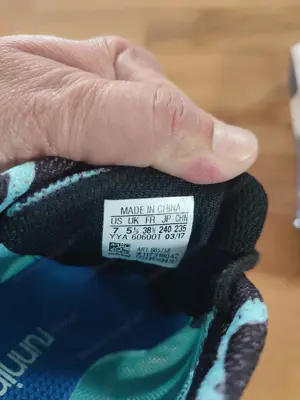 MADE IN CHINA
US UK FR JP CHN
7 5½ 38⅔ 240 235
YYA 606001 03/17
runnin